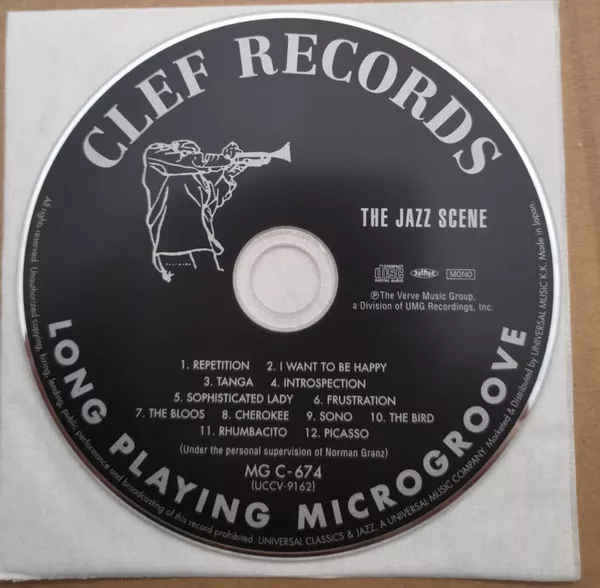 CLEF RECORDS
THE JAZZ SCENE
COMPACT
disc
DIGITAL AUDIO
MONO
℗The Verve Music Group,
a Division of UMG Recordings, Inc.
1. REPETITION 2. I WANT TO BE HAPPY
3. TANGA 4. INTROSPECTION
5. SOPHISTICATED LADY 6. FRUSTRATION
7. THE BLOOS 8. CHEROKEE 9. SONO 10. THE BIRD
11. RHUMBACITO 12. PICASSO
(Under the personal supervision of Norman Granz)
MG C-674
(UCCV-9162)
LONG PLAYING MICROGROOVE
All rights reserved. Unauthorized copying, hiring, lending, public performance and broadcasting of this record prohibited. UNIVERSAL CLASSICS & JAZZ, A UNIVERSAL MUSIC COMPANY. Marketed & Distributed by UNIVERSAL MUSIC K.K. Made in Japan.